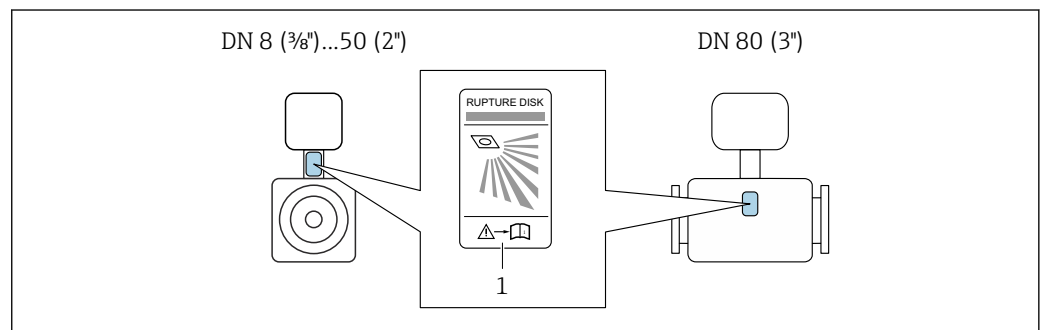 DN 8 (⅜")...50 (2")
DN 80 (3")
RUPTURE DISK
i
1